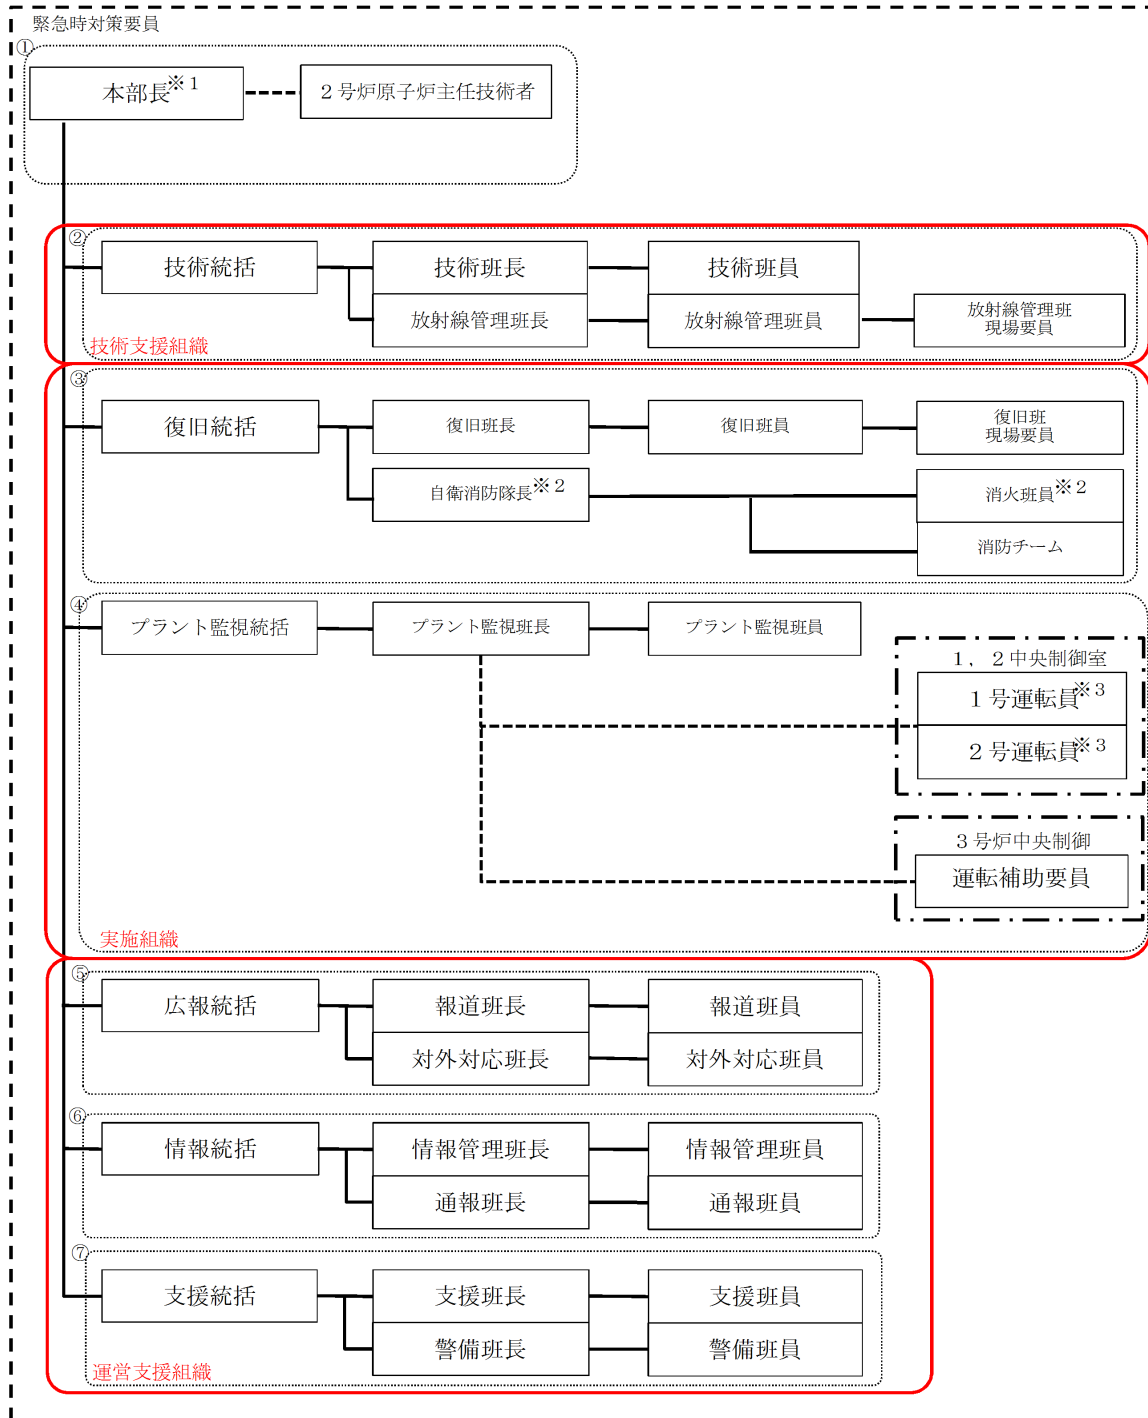 緊急時対策要員
①
本部長※1
2号炉原子炉主任技術者
②
技術統括
技術班長
技術班員
放射線管理班長
放射線管理班員
放射線管理班
現場要員
技術支援組織
③
復旧統括
復旧班長
復旧班員
復旧班
現場要員
自衛消防隊長※2
消火班員※2
消防チーム
④
プラント監視統括
プラント監視班長
プラント監視班員
1，2中央制御室
1号運転員※3
2号運転員※3
3号炉中央制御
運転補助要員
実施組織
⑤
広報統括
報道班長
報道班員
対外対応班長
対外対応班員
⑥
情報統括
情報管理班長
情報管理班員
通報班長
通報班員
⑦
支援統括
支援班長
支援班員
警備班長
警備班員
運営支援組織